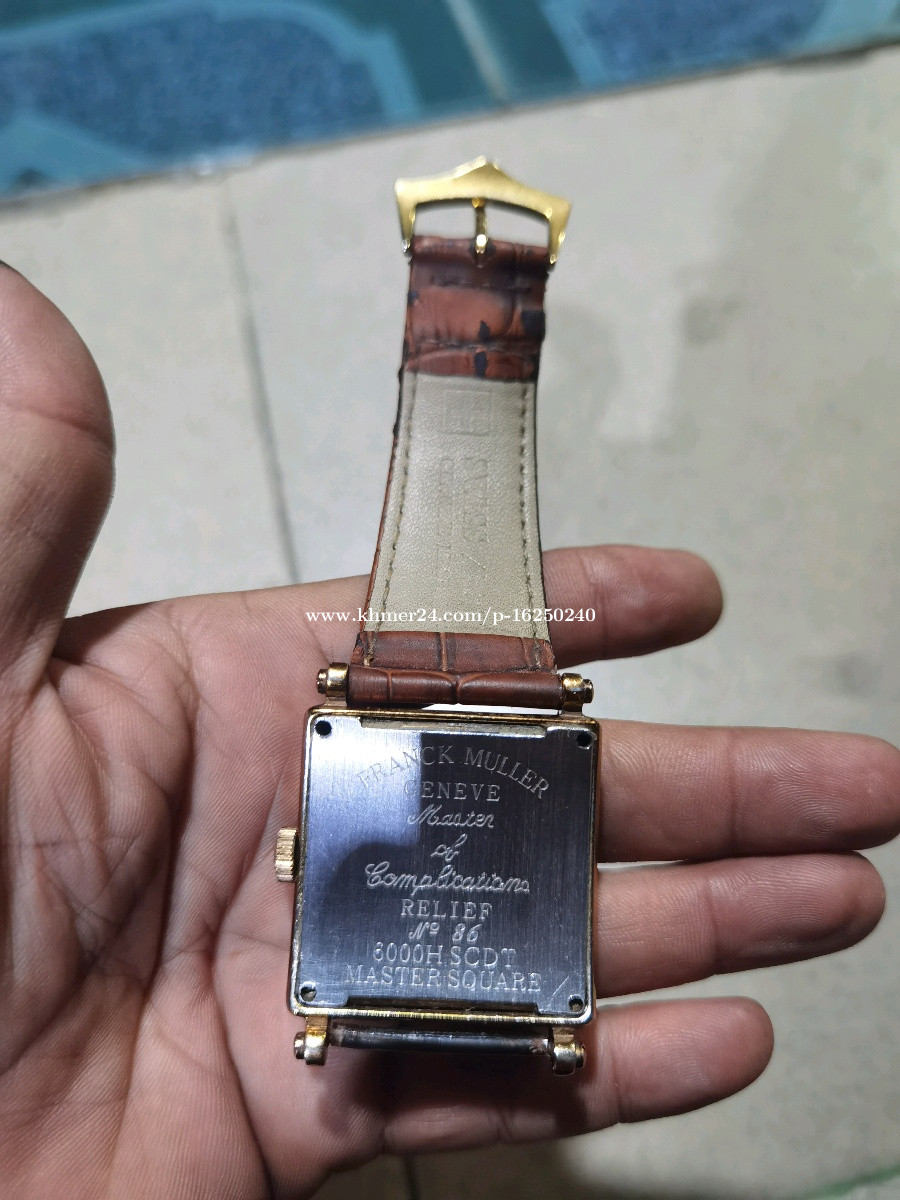 www.khmer24.com/p-16250240
FRANCK MULLER
GENEVE
Master
of
Complications
RELIEF
Nº 86
6000H SCDT
MASTER SQUARE